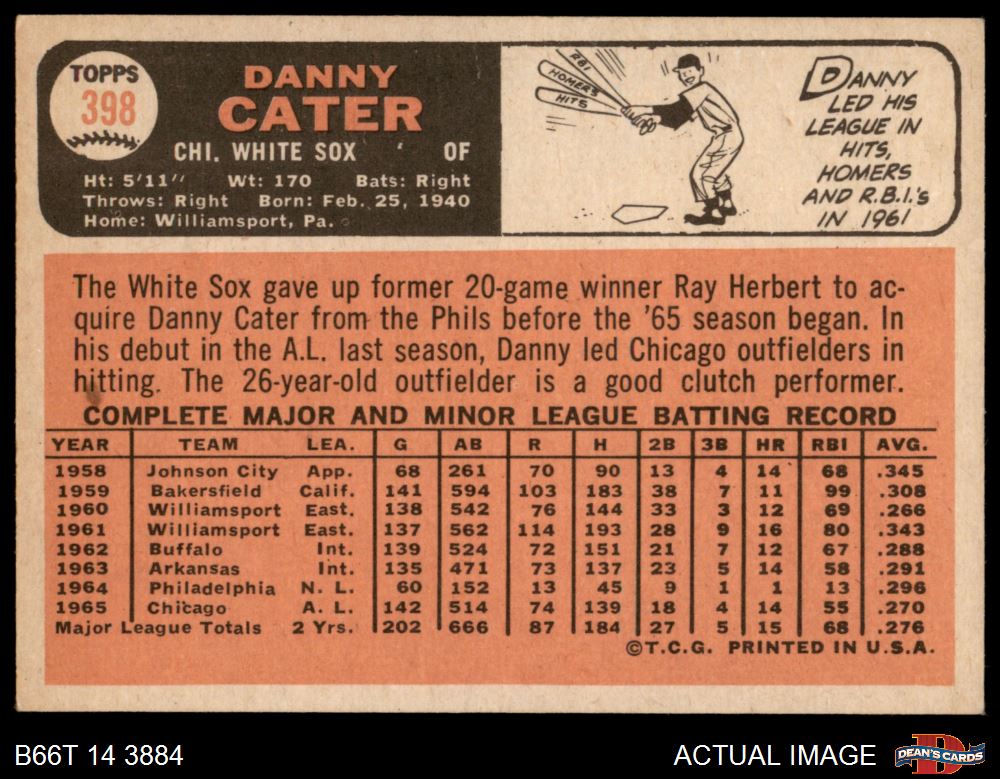 TOPPS
398
DANNY
CATER
CHI. WHITE SOX OF
Ht: 5'11" Wt: 170 Bats: Right
Throws: Right Born: Feb. 25, 1940
Home: Williamsport, Pa.
RBI
HOMERS
HITS
DANNY
LED HIS
LEAGUE IN
HITS,
HOMERS
AND R.B.I.'s
IN 1961
The White Sox gave up former 20-game winner Ray Herbert to ac-
quire Danny Cater from the Phils before the '65 season began. In
his debut in the A.L. last season, Danny led Chicago outfielders in
hitting. The 26-year-old outfielder is a good clutch performer.
COMPLETE MAJOR AND MINOR LEAGUE BATTING RECORD
YEAR TEAM LEA. G AB R H 2B 3B HR RBI AVG.
1958 Johnson City App. 68 261 70 90 13 4 14 68 .345
1959 Bakersfield Calif. 141 594 103 183 38 7 11 99 .308
1960 Williamsport East. 138 542 76 144 33 3 12 69 .266
1961 Williamsport East. 137 562 114 193 28 9 16 80 .343
1962 Buffalo Int. 139 524 72 151 21 7 12 67 .288
1963 Arkansas Int. 135 471 73 137 23 5 14 58 .291
1964 Philadelphia N. L. 60 152 13 45 9 1 1 13 .296
1965 Chicago A. L. 142 514 74 139 18 4 14 55 .270
Major League Totals 2 Yrs. 202 666 87 184 27 5 15 68 .276
©T.C.G. PRINTED IN U.S.A.
B66T 14 3884 ACTUAL IMAGE DEAN'S CARDS